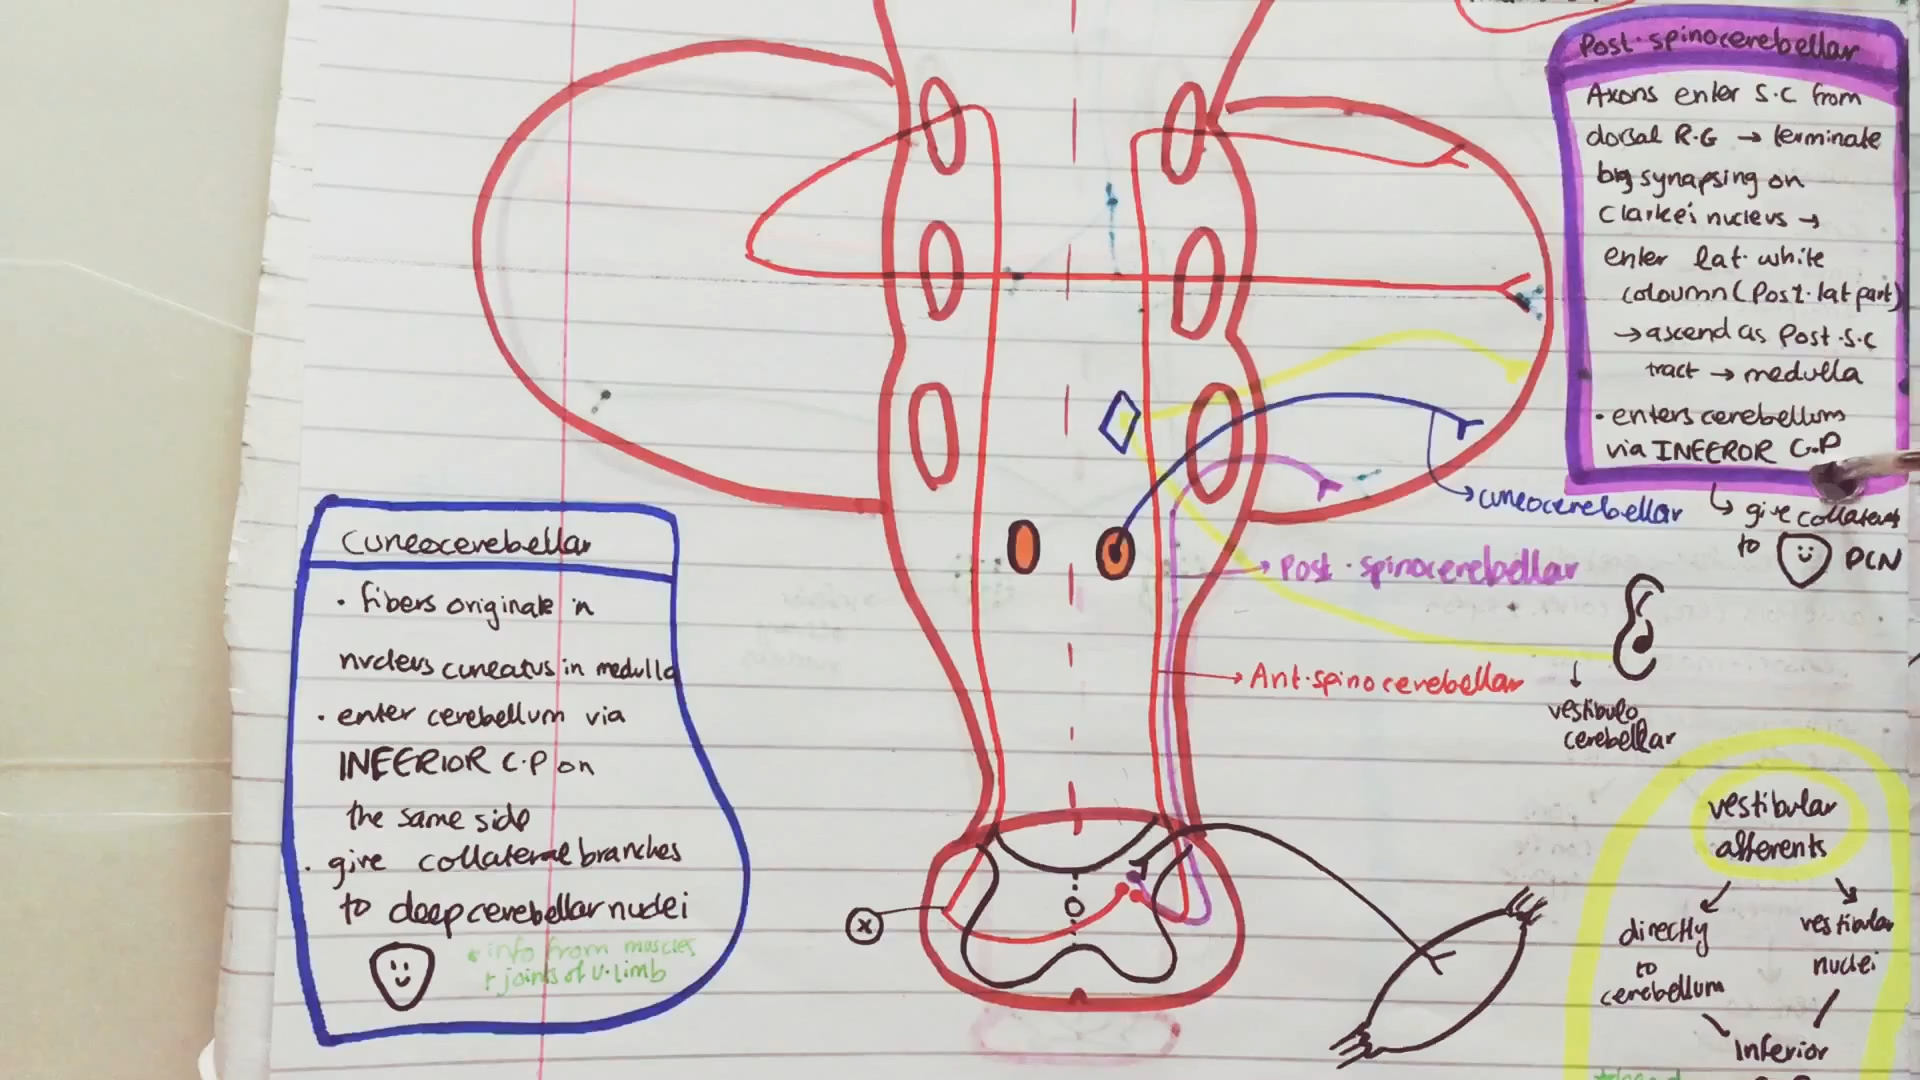 Post. spinocerebellar
Axons enter s.c from
dorsal R.G → terminate
by synapsing on
Clarke's nucleus →
enter lat. white
coloumn (Post. lat part)
→ ascend as Post. s.c
tract → medulla
• enters cerebellum
via INFEROR C.P
↳ give collaterals
to DCN
cuneocerebellar
Post. spinocerebellar
Ant. spinocerebellar
vestibulo
cerebellar
cuneocerebellar
• fibers originate in
nucleus cuneatus in medulla
• enter cerebellum via
INFERIOR C.P on
the same side
• give collateral branches
to deep cerebellar nuclei
* info from muscles
+ joints of U.limb
x
vestibular
afferents
directly
to
cerebellum
vestibular
nuclei
Inferior